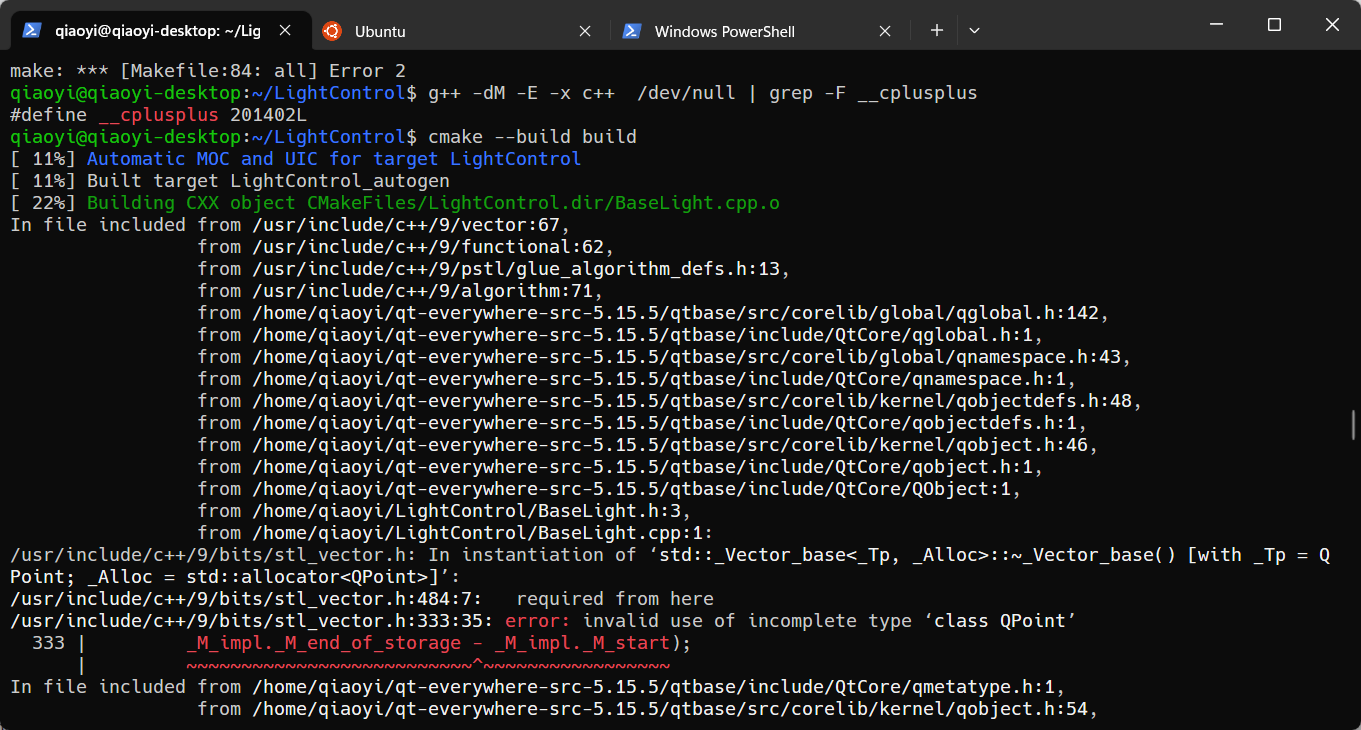 qiaoyi@qiaoyi-desktop: ~/Lig
Ubuntu
Windows PowerShell
make: *** [Makefile:84: all] Error 2
qiaoyi@qiaoyi-desktop:~/LightControl$ g++ -dM -E -x c++  /dev/null | grep -F __cplusplus
#define __cplusplus 201402L
qiaoyi@qiaoyi-desktop:~/LightControl$ cmake --build build
[ 11%] Automatic MOC and UIC for target LightControl
[ 11%] Built target LightControl_autogen
[ 22%] Building CXX object CMakeFiles/LightControl.dir/BaseLight.cpp.o
In file included from /usr/include/c++/9/vector:67,
                 from /usr/include/c++/9/functional:62,
                 from /usr/include/c++/9/pstl/glue_algorithm_defs.h:13,
                 from /usr/include/c++/9/algorithm:71,
                 from /home/qiaoyi/qt-everywhere-src-5.15.5/qtbase/src/corelib/global/qglobal.h:142,
                 from /home/qiaoyi/qt-everywhere-src-5.15.5/qtbase/include/QtCore/qglobal.h:1,
                 from /home/qiaoyi/qt-everywhere-src-5.15.5/qtbase/src/corelib/global/qnamespace.h:43,
                 from /home/qiaoyi/qt-everywhere-src-5.15.5/qtbase/include/QtCore/qnamespace.h:1,
                 from /home/qiaoyi/qt-everywhere-src-5.15.5/qtbase/src/corelib/kernel/qobjectdefs.h:48,
                 from /home/qiaoyi/qt-everywhere-src-5.15.5/qtbase/include/QtCore/qobjectdefs.h:1,
                 from /home/qiaoyi/qt-everywhere-src-5.15.5/qtbase/src/corelib/kernel/qobject.h:46,
                 from /home/qiaoyi/qt-everywhere-src-5.15.5/qtbase/include/QtCore/qobject.h:1,
                 from /home/qiaoyi/qt-everywhere-src-5.15.5/qtbase/include/QtCore/QObject:1,
                 from /home/qiaoyi/LightControl/BaseLight.h:3,
                 from /home/qiaoyi/LightControl/BaseLight.cpp:1:
/usr/include/c++/9/bits/stl_vector.h: In instantiation of ‘std::_Vector_base<_Tp, _Alloc>::~_Vector_base() [with _Tp = Q
Point; _Alloc = std::allocator<QPoint>]’:
/usr/include/c++/9/bits/stl_vector.h:484:7:   required from here
/usr/include/c++/9/bits/stl_vector.h:333:35: error: invalid use of incomplete type ‘class QPoint’
  333 |         _M_impl._M_end_of_storage - _M_impl._M_start);
      |         ~~~~~~~~~~~~~~~~~~~~~~~~~~^~~~~~~~~~~~~~~~~~
In file included from /home/qiaoyi/qt-everywhere-src-5.15.5/qtbase/include/QtCore/qmetatype.h:1,
                 from /home/qiaoyi/qt-everywhere-src-5.15.5/qtbase/src/corelib/kernel/qobject.h:54,